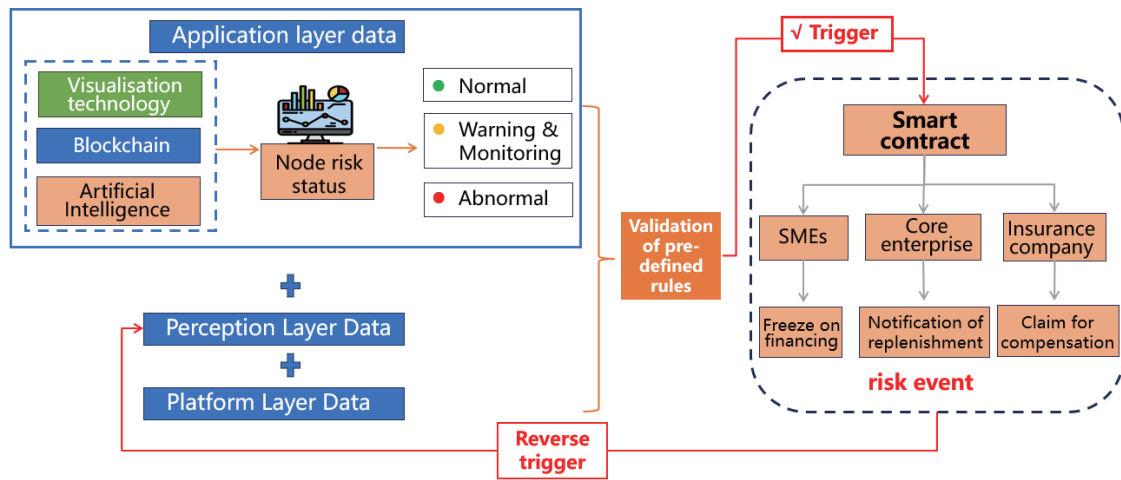 Application layer data
Visualisation
technology
Blockchain
Artificial
Intelligence
Node risk
status
Normal
Warning &
Monitoring
Abnormal
Perception Layer Data
Platform Layer Data
Validation
of pre-
defined
rules
√ Trigger
Smart
contract
SMEs
Core
enterprise
Insurance
company
Freeze on
financing
Notification of
replenishment
Claim for
compensation
risk event
Reverse
trigger